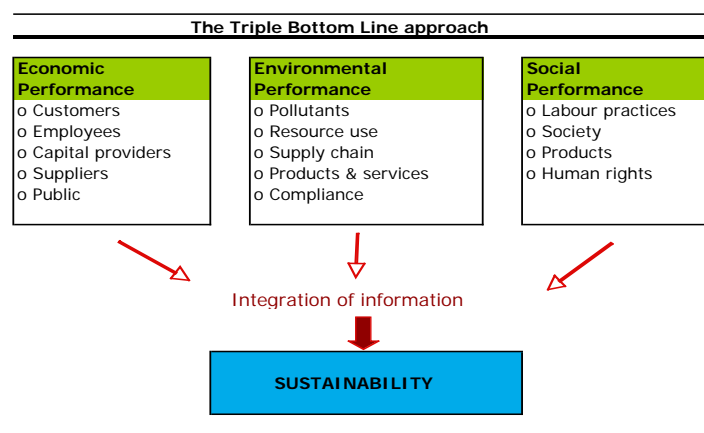 The Triple Bottom Line approach
Economic
Performance
o Customers
o Employees
o Capital providers
o Suppliers
o Public
Environmental
Performance
o Pollutants
o Resource use
o Supply chain
o Products & services
o Compliance
Social
Performance
o Labour practices
o Society
o Products
o Human rights
Integration of information
SUSTAINABILITY